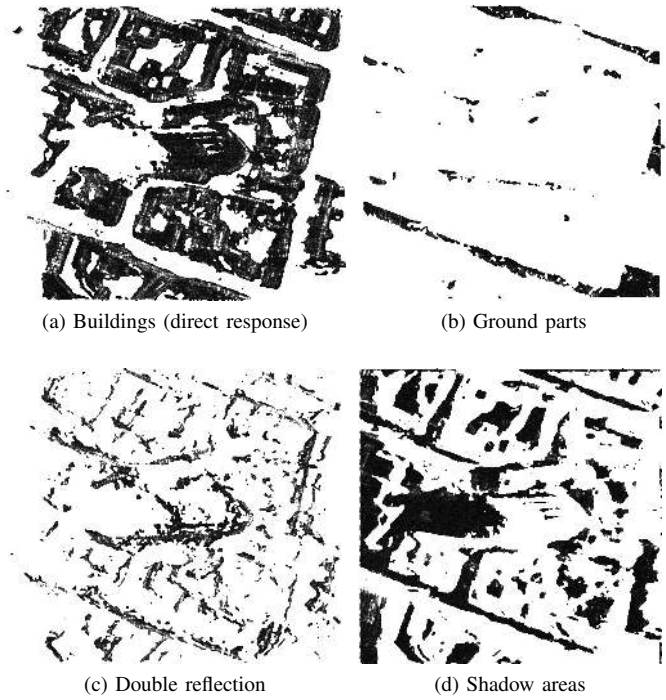 (a) Buildings (direct response)
(b) Ground parts
(c) Double reflection
(d) Shadow areas